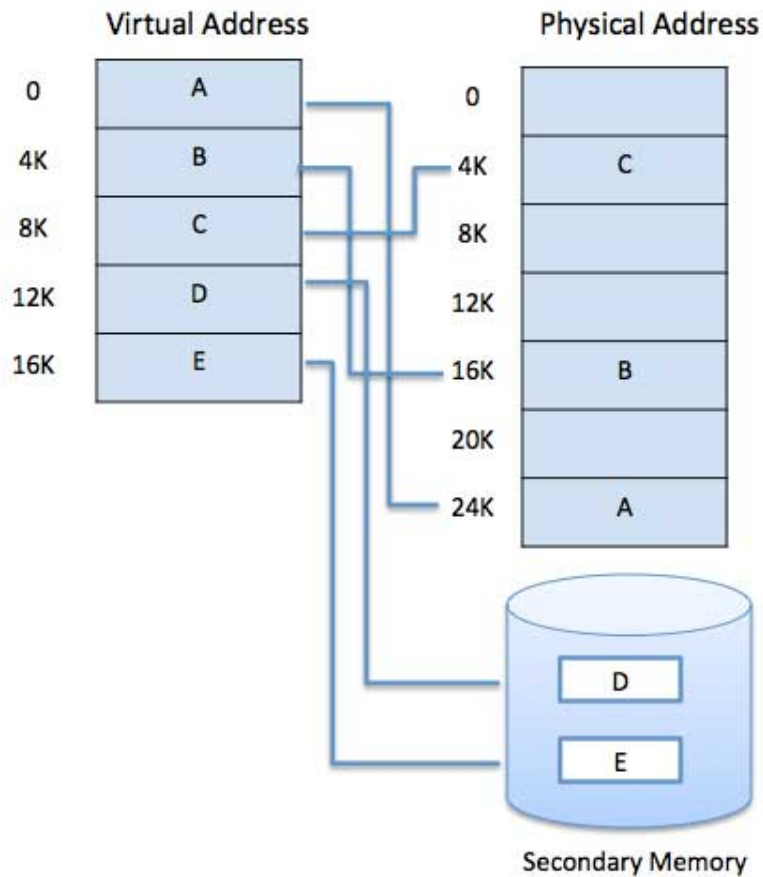 Virtual Address
0
A
4K
B
8K
C
12K
D
16K
E
Physical Address
0
4K
C
8K
12K
16K
B
20K
24K
A
D
E
Secondary Memory